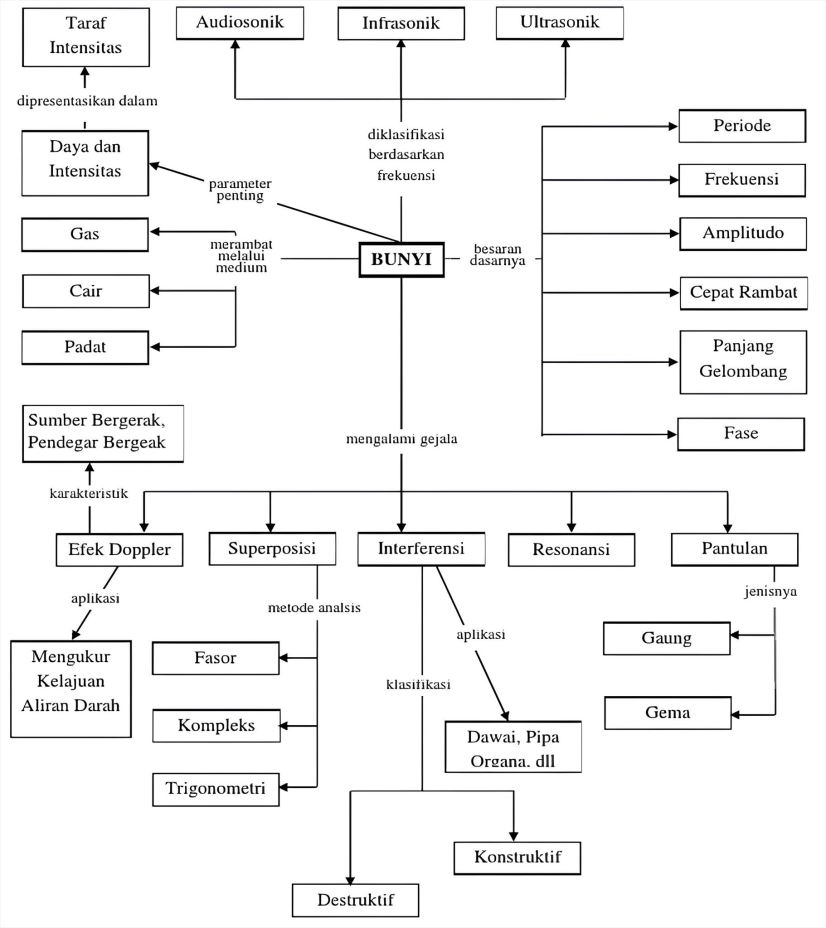 Taraf
Intensitas
Audiosonik
Infrasonik
Ultrasonik
dipresentasikan dalam
diklasifikasi
berdasarkan
frekuensi
Daya dan
Intensitas
parameter
penting
Periode
Frekuensi
Amplitudo
Cepat Rambat
Panjang
Gelombang
Fase
Gas
Cair
Padat
merambat
melalui
medium
BUNYI
besaran
dasarnya
Sumber Bergerak,
Pendegar Bergeak
mengalami gejala
karakteristik
Efek Doppler
Superposisi
Interferensi
Resonansi
Pantulan
aplikasi
metode analsis
aplikasi
jenisnya
Mengukur
Kelajuan
Aliran Darah
Fasor
Kompleks
Trigonometri
klasifikasi
Gaung
Gema
Dawai, Pipa
Organa, dll
Konstruktif
Destruktif